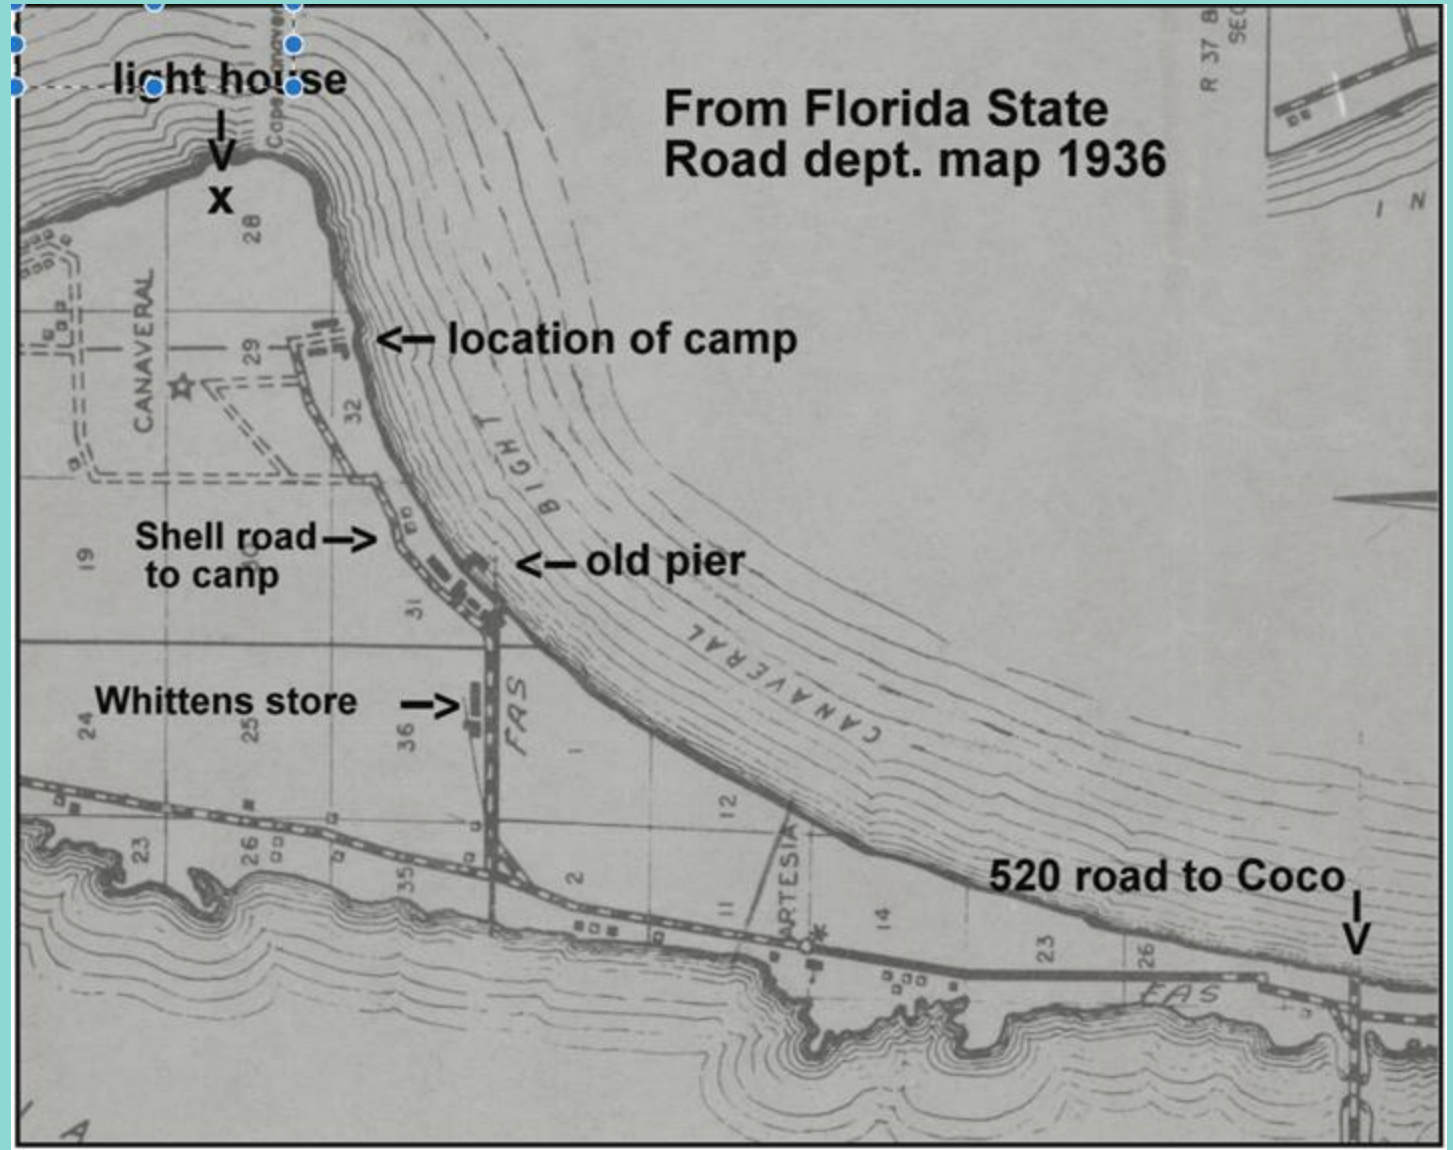 light house
V
x
From Florida State
Road dept. map 1936
R 37
28
CANAVERAL
29
<– location of camp
32
BIGHT
Shell road –>
to canp
19
<– old pier
31
CANAVERAL
Whittens store –>
FAS
24
25
36
1
12
23
26
35
2
11
ARTESIA
14
520 road to Coco
V
23
26
FAS
I N
A